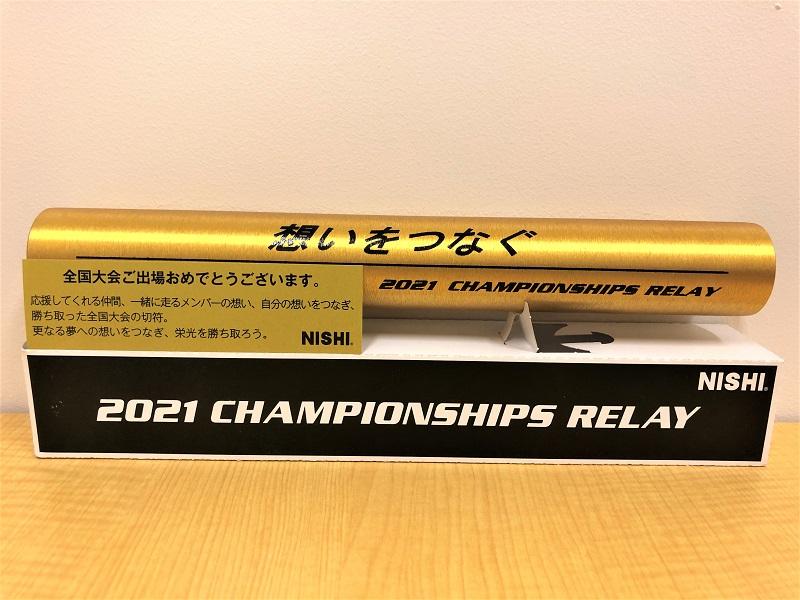 想いをつなぐ
2021 CHAMPIONSHIPS RELAY
全国大会ご出場おめでとうございます。
応援してくれる仲間、一緒に走るメンバーの想い、自分の想いをつなぎ、
勝ち取った全国大会の切符。
更なる夢への想いをつなぎ、栄光を勝ち取ろう。
NISHI®
NISHI®
2021 CHAMPIONSHIPS RELAY